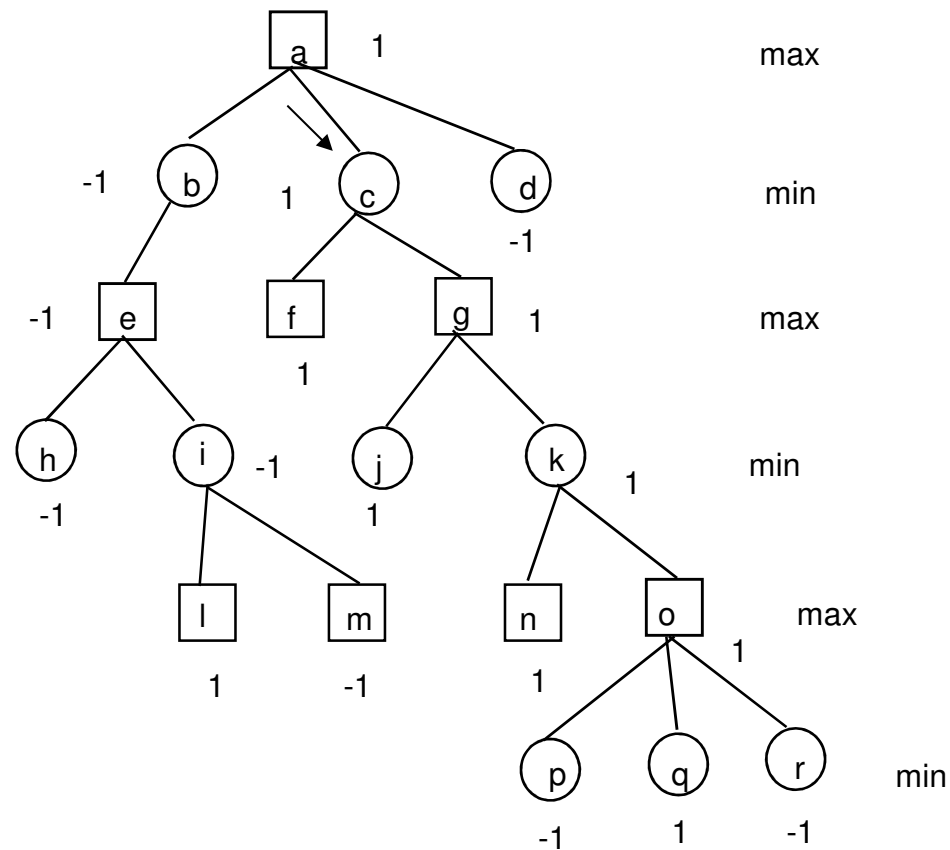 a 1 max
-1 b 1 c d min
-1
-1 e f g 1 max
1
h i -1 j k 1 min
-1 1
l m n o max
1 -1 1 1
p q r min
-1 1 -1